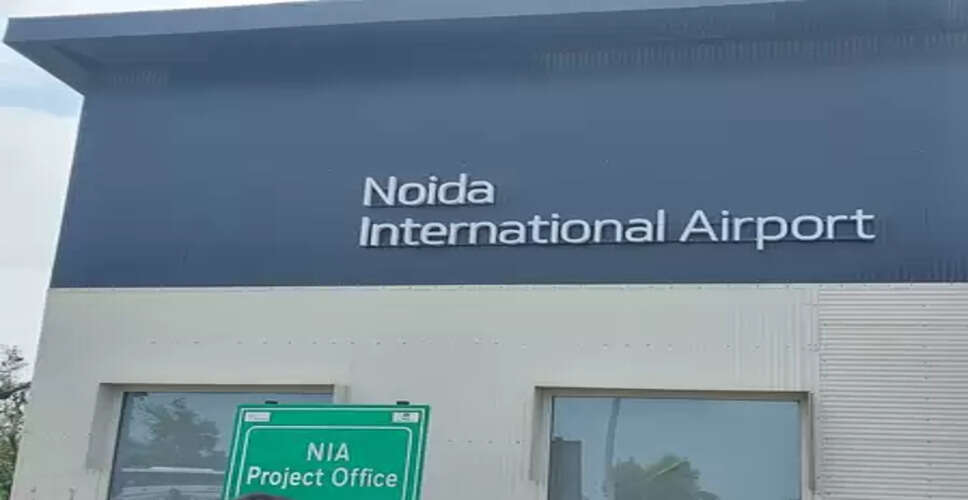 Noida
International Airport
NIA
Project Office